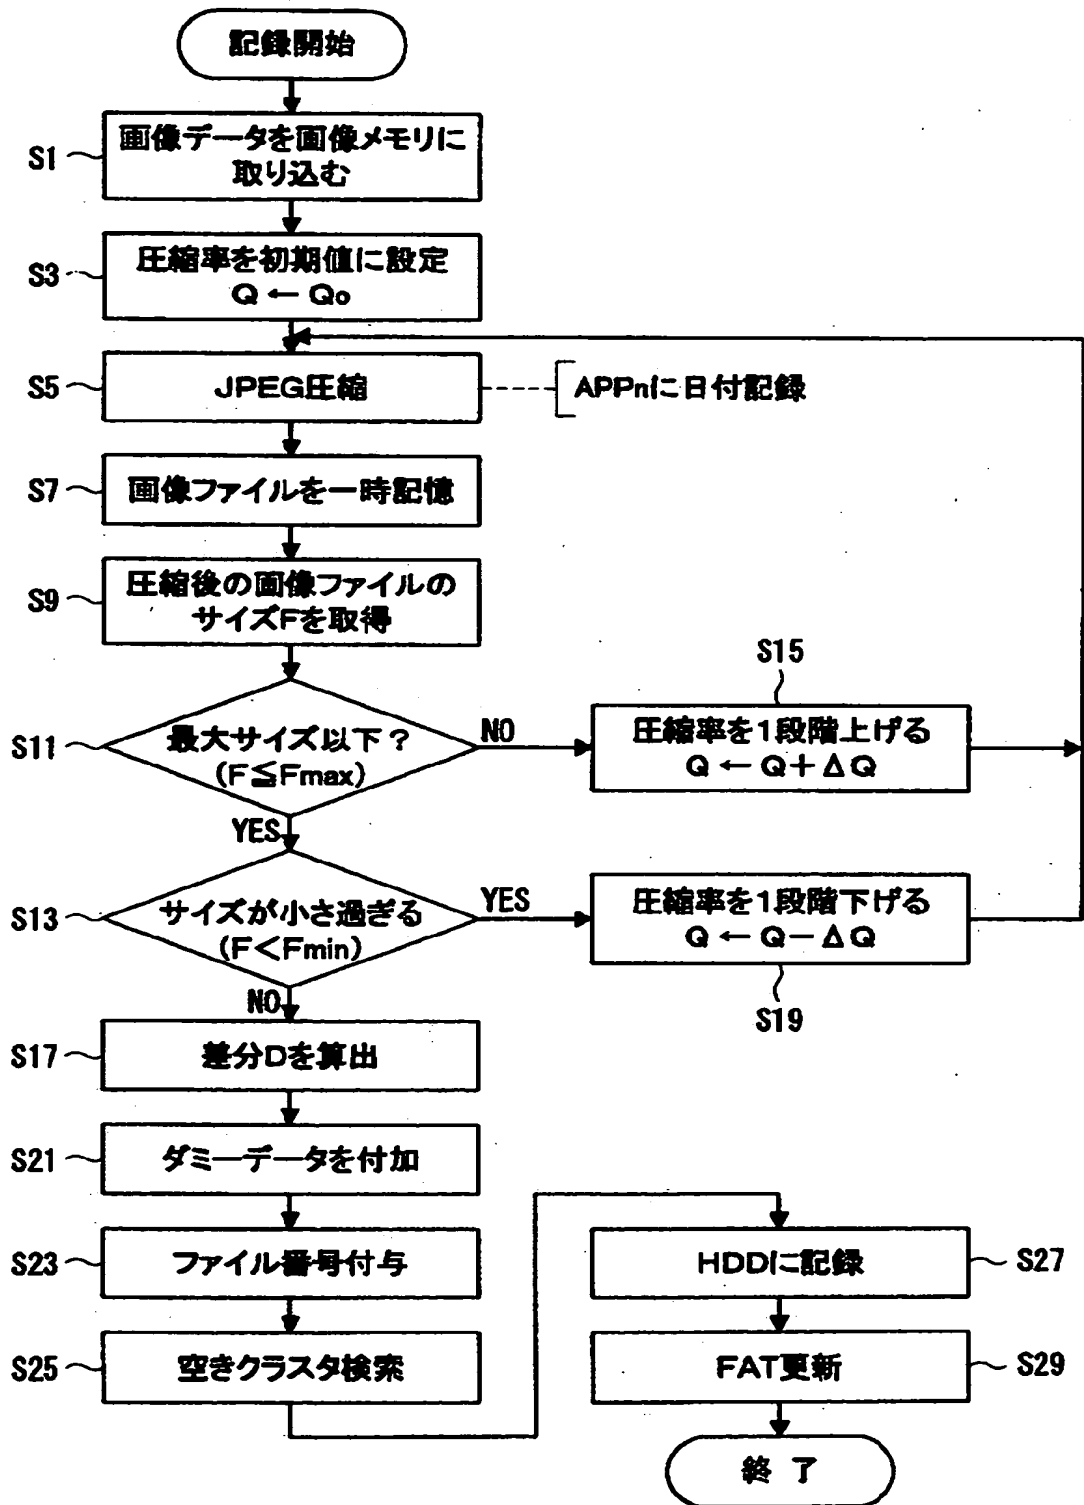 記録開始
S1
画像データを画像メモリに
取り込む
S3
圧縮率を初期値に設定
Q ← Q₀
S5
JPEG圧縮
APPnに日付記録
S7
画像ファイルを一時記憶
S9
圧縮後の画像ファイルの
サイズFを取得
S11
最大サイズ以下？
(F≦Fmax)
NO
YES
S15
圧縮率を1段階上げる
Q ← Q＋ΔQ
S13
サイズが小さ過ぎる
(F＜Fmin)
YES
NO
圧縮率を1段階下げる
Q ← Q－ΔQ
S19
S17
差分Dを算出
S21
ダミーデータを付加
S23
ファイル番号付与
S25
空きクラスタ検索
HDDに記録
S27
FAT更新
S29
終 了